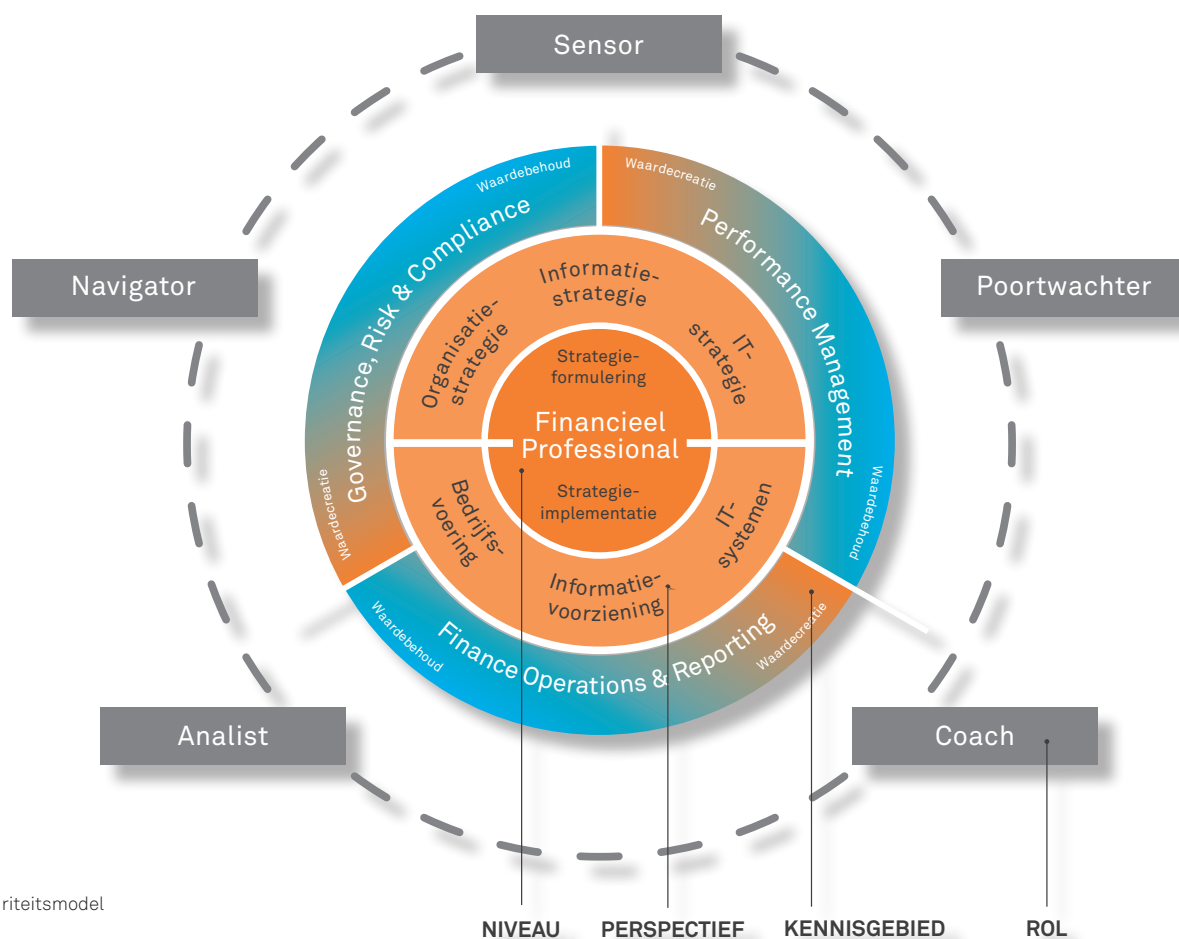 Sensor
Navigator
Poortwachter
Waardebehoud
Waardecreatie
Governance, Risk & Compliance
Performance Management
Waardecreatie
Waardebehoud
Informatie-
strategie
Organisatie-
strategie
IT-
strategie
Strategie-
formulering
Financieel
Professional
Strategie-
implementatie
Bedrijfs-
voering
IT-
systemen
Informatie-
voorziening
Waardebehoud
Finance Operations & Reporting
Waardecreatie
Analist
Coach
riteitsmodel
NIVEAU
PERSPECTIEF
KENNISGEBIED
ROL